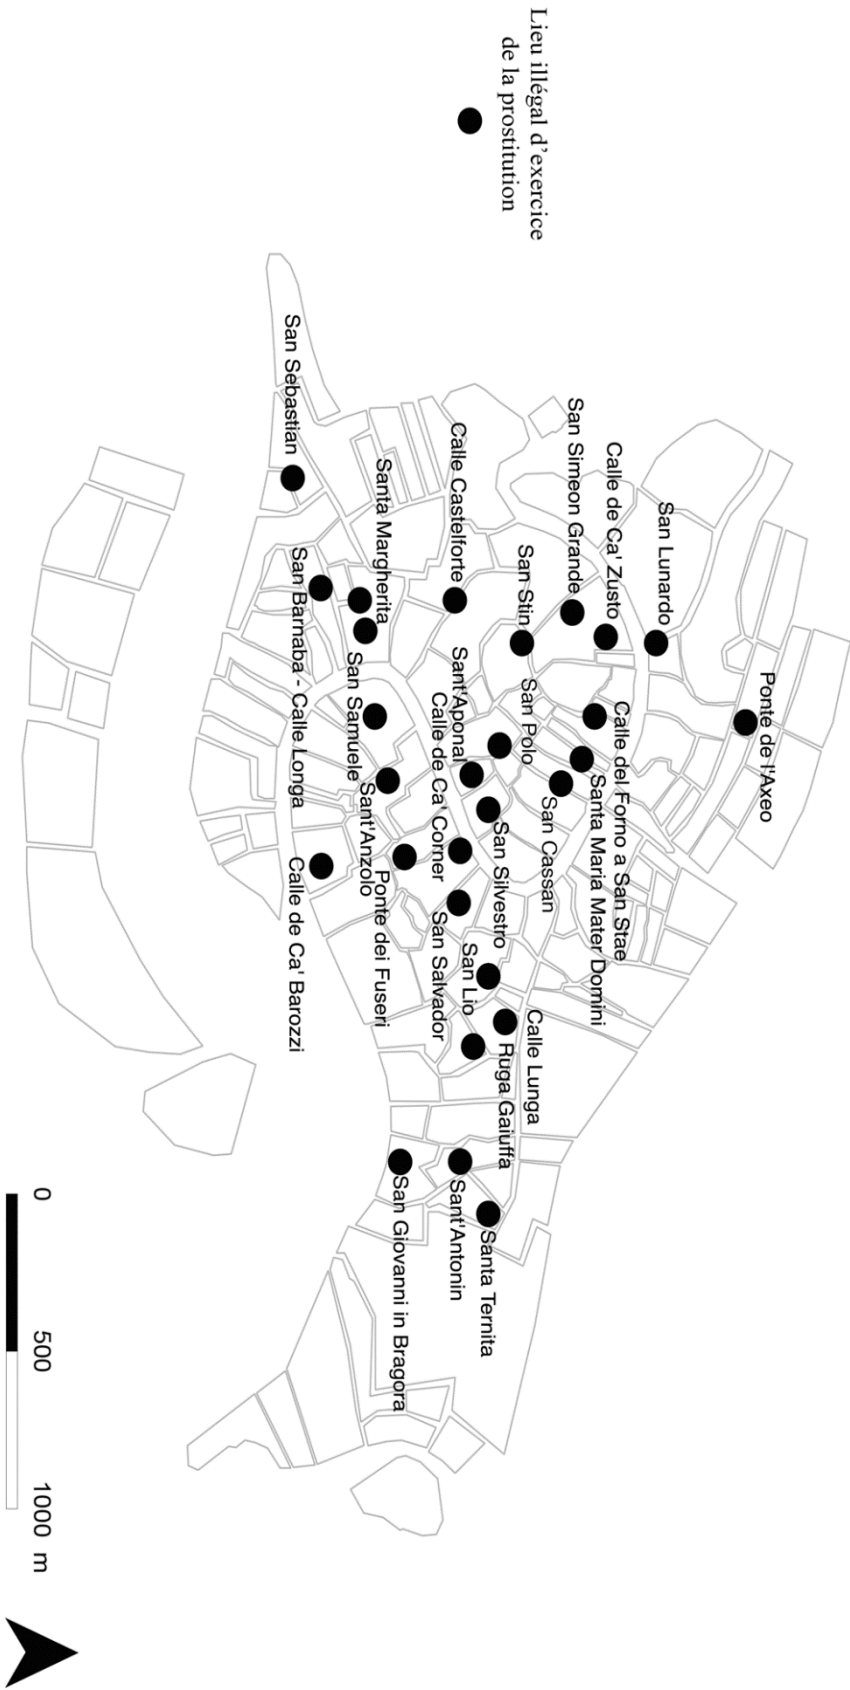 Lieu illégal d'exercice
de la prostitution
Ponte de l'Axeo
San Lunardo
Calle de Ca' Zusto
San Simeon Grande
Calle del Forno a San Stae
Santa Maria Mater Domini
San Cassan
San Stin
San Polo
Calle Castelforte
Sant'Aponal
Calle de Ca' Corner
San Silvestro
Santa Margherita
San Samuele
Sant'Anzolo
Ponte dei Fuseri
San Salvador
San Lio
Calle Lunga
Ruga Gaiuffa
San Sebastian
San Barnaba - Calle Longa
Calle de Ca' Barozzi
Santa Ternita
Sant'Antonin
San Giovanni in Bragora
0 500 1000 m